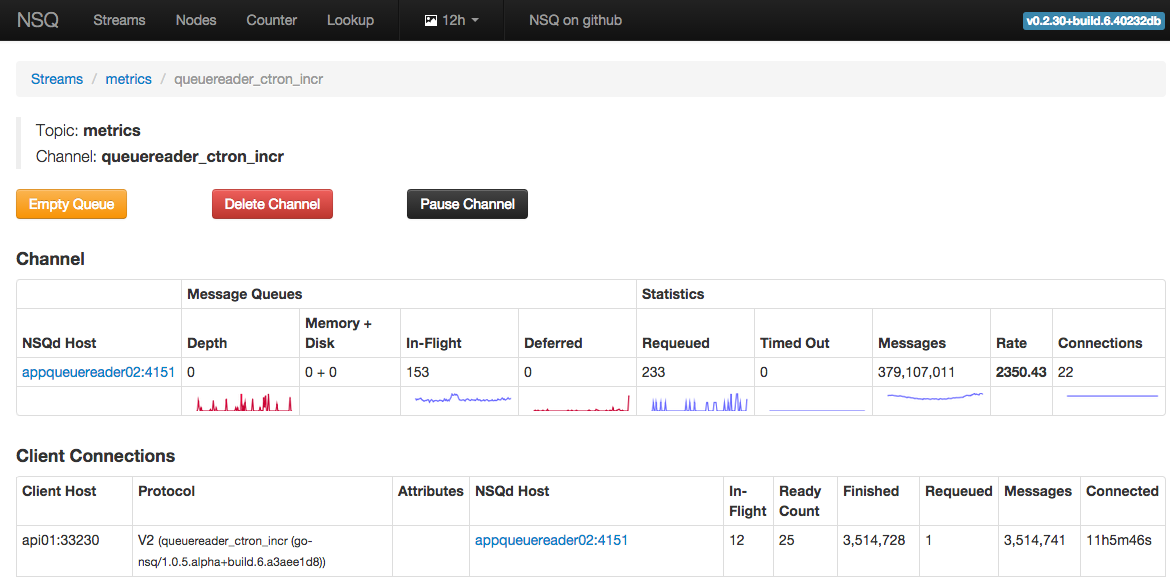 NSQ Streams Nodes Counter Lookup 12h NSQ on github v0.2.30+build.6.40232db
Streams / metrics / queuereader_ctron_incr
Topic: metrics
Channel: queuereader_ctron_incr
Empty Queue Delete Channel Pause Channel
Channel
Message Queues Statistics
NSQd Host Depth Memory + Disk In-Flight Deferred Requeued Timed Out Messages Rate Connections
appqueuereader02:4151 0 0 + 0 153 0 233 0 379,107,011 2350.43 22
Client Connections
Client Host Protocol Attributes NSQd Host In-Flight Ready Count Finished Requeued Messages Connected
api01:33230 V2 (queuereader_ctron_incr (go-nsq/1.0.5.alpha+build.6.a3aee1d8)) appqueuereader02:4151 12 25 3,514,728 1 3,514,741 11h5m46s